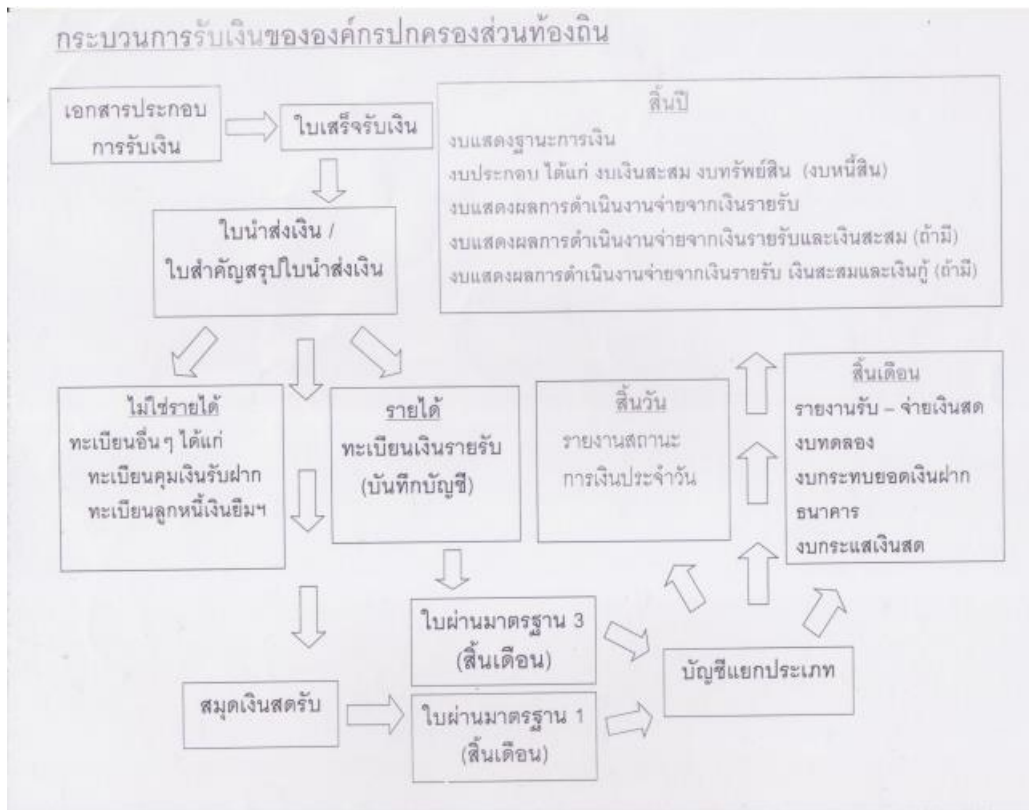 กระบวนการรับเงินขององค์กรปกครองส่วนท้องถิ่น
เอกสารประกอบ
การรับเงิน
ใบเสร็จรับเงิน
สิ้นปี
งบแสดงฐานะการเงิน
งบประกอบ ได้แก่ งบเงินสะสม งบทรัพย์สิน (งบหนี้สิน)
งบแสดงผลการดำเนินงานจ่ายจากเงินรายรับ
งบแสดงผลการดำเนินงานจ่ายจากเงินรายรับและเงินสะสม (ถ้ามี)
งบแสดงผลการดำเนินงานจ่ายจากเงินรายรับ เงินสะสมและเงินกู้ (ถ้ามี)
ใบนำส่งเงิน /
ใบสำคัญสรุปใบนำส่งเงิน
ไม่ใช่รายได้
ทะเบียนอื่นๆ ได้แก่
ทะเบียนคุมเงินรับฝาก
ทะเบียนลูกหนี้เงินยืมฯ
รายได้
ทะเบียนเงินรายรับ
(บันทึกบัญชี)
สิ้นวัน
รายงานสถานะ
การเงินประจำวัน
สิ้นเดือน
รายงานรับ – จ่ายเงินสด
งบทดลอง
งบกระทบยอดเงินฝาก
ธนาคาร
งบกระแสเงินสด
ใบผ่านมาตรฐาน 3
(สิ้นเดือน)
บัญชีแยกประเภท
สมุดเงินสดรับ
ใบผ่านมาตรฐาน 1
(สิ้นเดือน)